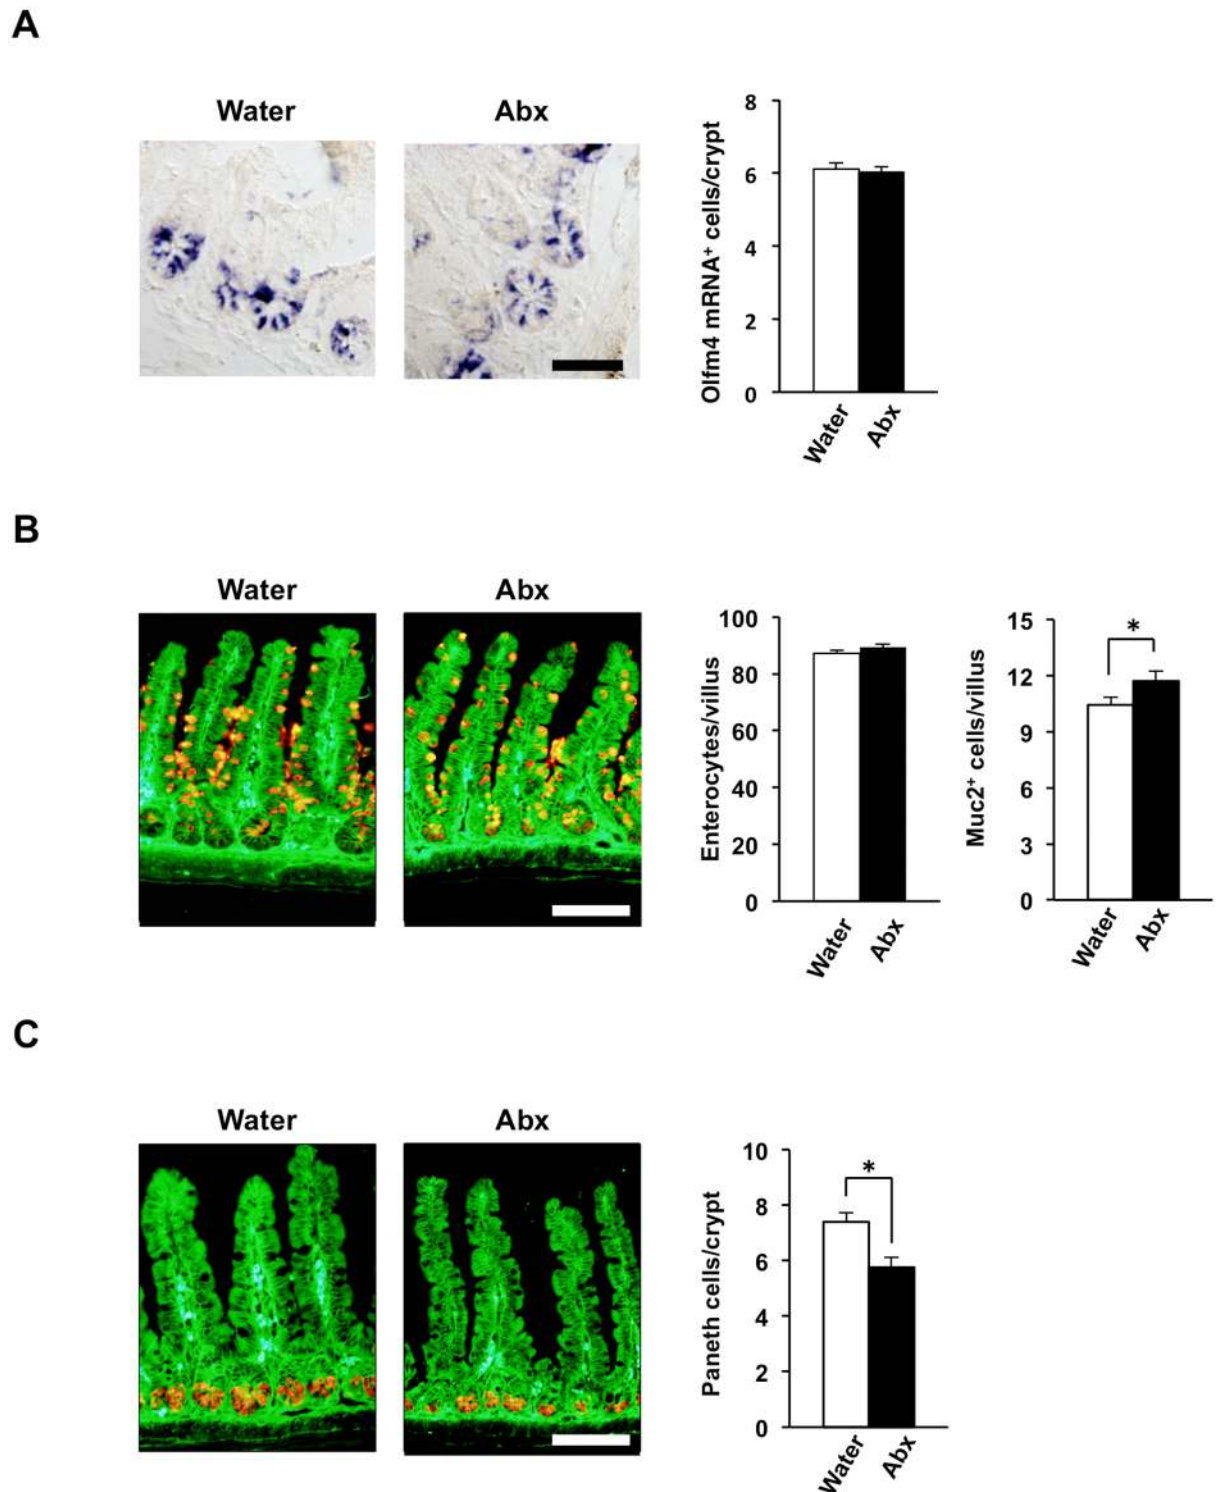 A
Water
Abx
Olfm4 mRNA⁺ cells/crypt
8
6
4
2
0
Water
Abx
B
Water
Abx
Enterocytes/villus
100
80
60
40
20
0
Water
Abx
Muc2⁺ cells/villus
15
12
9
6
3
0
*
Water
Abx
C
Water
Abx
Paneth cells/crypt
10
8
6
4
2
0
*
Water
Abx